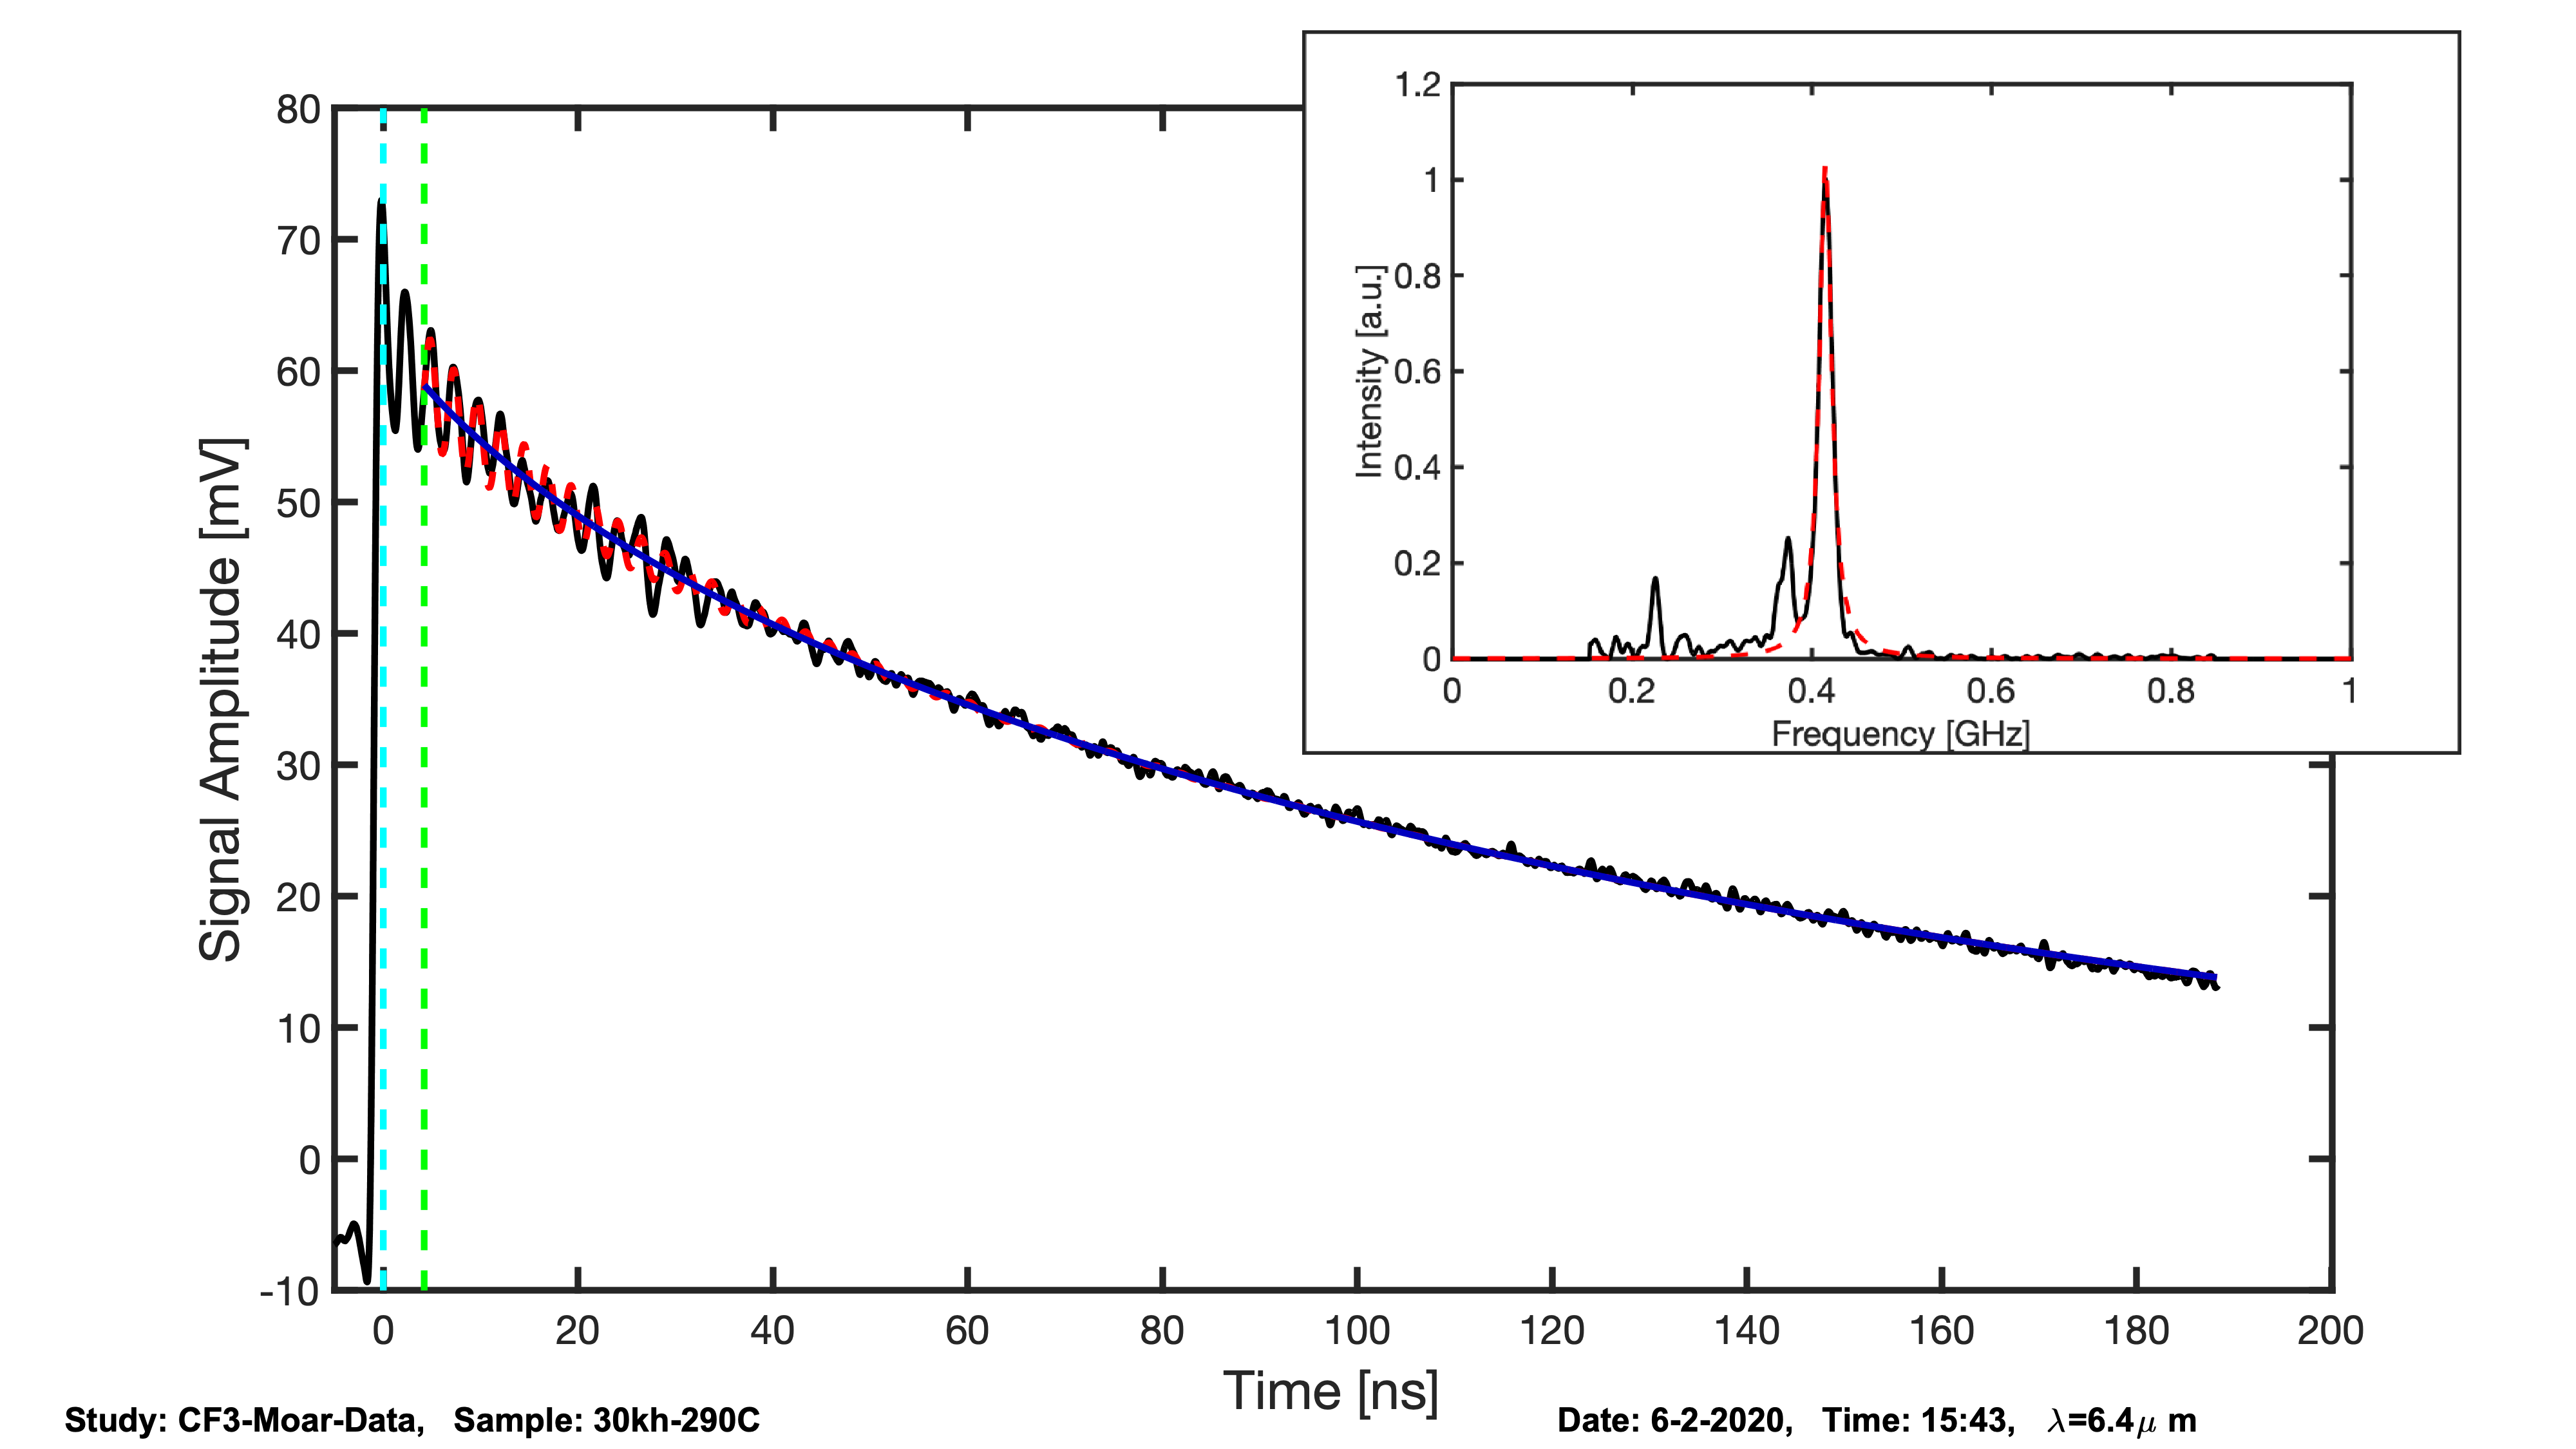 1.2
1
0.8
0.6
0.4
0.2
0
Intensity [a.u.]
0 0.2 0.4 0.6 0.8 1
Frequency [GHz]
80
70
60
50
40
30
20
10
0
-10
Signal Amplitude [mV]
0 20 40 60 80 100 120 140 160 180 200
Time [ns]
Study: CF3-Moar-Data, Sample: 30kh-290C
Date: 6-2-2020, Time: 15:43, λ=6.4μ m